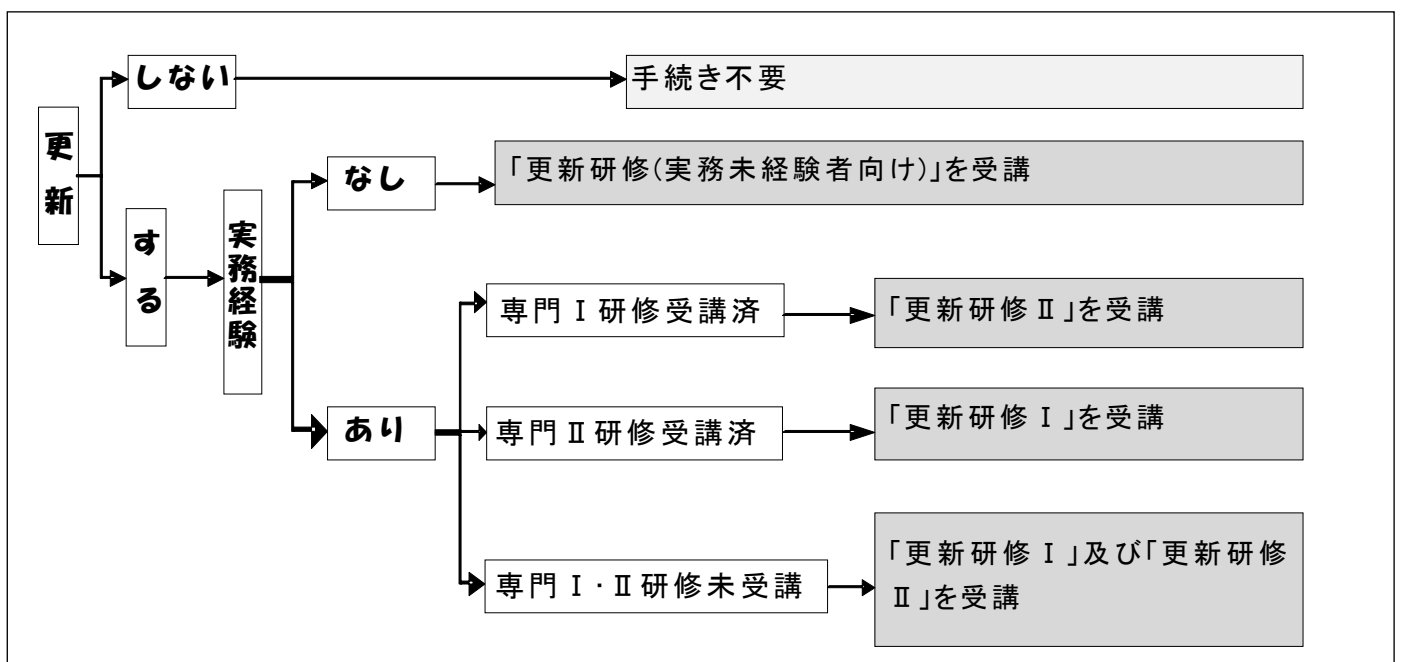 更新
しない
手続き不要
する
実務経験
なし
「更新研修(実務未経験者向け)」を受講
あり
専門Ⅰ研修受講済
「更新研修Ⅱ」を受講
専門Ⅱ研修受講済
「更新研修Ⅰ」を受講
専門Ⅰ・Ⅱ研修未受講
「更新研修Ⅰ」及び「更新研修
Ⅱ」を受講